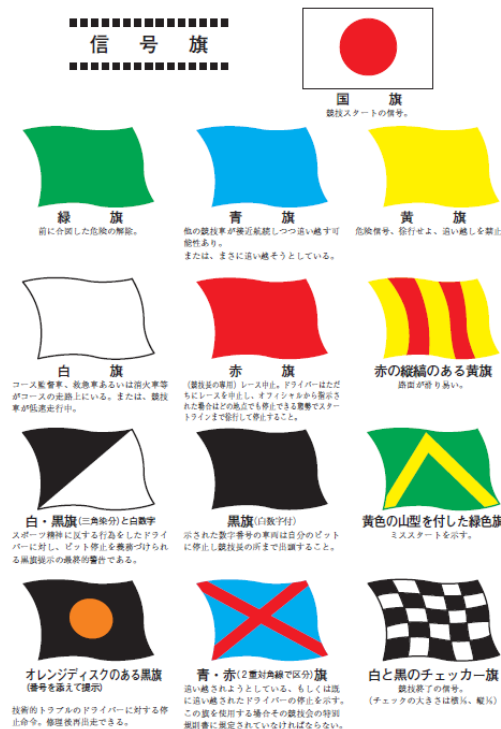 信号旗
国旗
競技スタートの信号。
緑旗
前に合図した危険の解除。
青旗
他の競技車が接近航続しつつ追い越す可
能性あり。
または、まさに追い越そうとしている。
黄旗
危険信号、徐行せよ、追い越しを禁止
白旗
コース監督車、救急車あるいは消火車等
がコースの走路上にいる。または、競技
車が低速走行中。
赤旗
(競技長の専用)レース中止。ドライバーはただ
ちにレースを中止し、オフィシャルから指示さ
れた場合はどの地点でも停止できる態勢でスター
トラインまで徐行して停止すること。
赤の縦縞のある黄旗
路面が滑り易い。
白・黒旗(三角染分)と白数字
スポーツ精神に反する行為をしたドライ
バーに対し、ピット停止を義務づけられ
る黒旗提示の最終的警告である。
黒旗(白数字付)
示された数字番号の車両は自分のピット
に停止し競技長の所まで出頭すること。
黄色の山型を付した緑色旗
ミススタートを示す。
オレンジディスクのある黒旗
(番号を添えて提示)
技術的トラブルのドライバーに対する停
止命令。修理後再出走できる。
青・赤(2重対角線で区分)旗
追い越されようとしている、もしくは既
に追い越されたドライバーの停止を示す。
この旗を使用する場合その競技会の特別
規則書に規定されていなければならない。
白と黒のチェッカー旗
競技終了の信号。
(チェックの大きさは横¼、縦⅕)